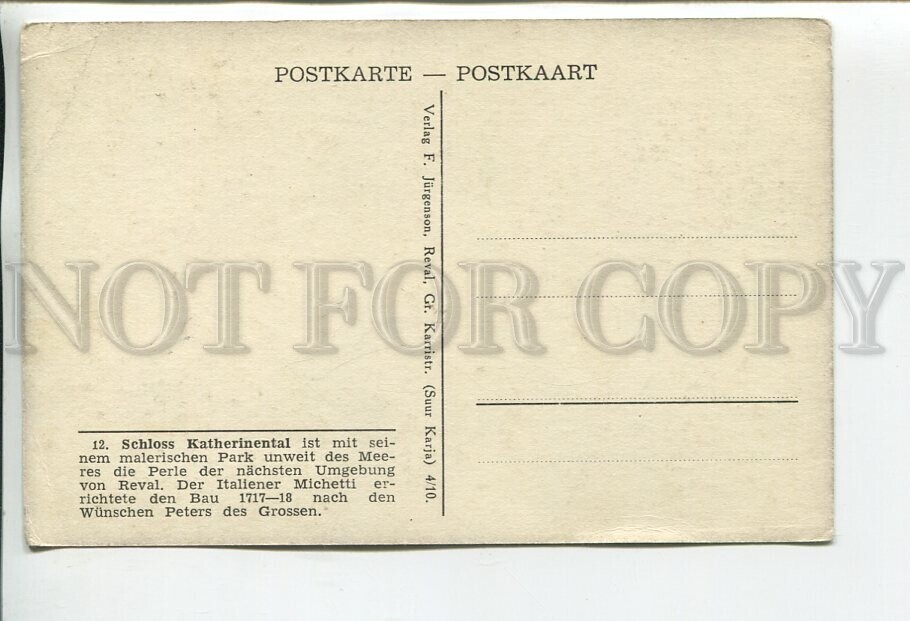 POSTKARTE — POSTKAART
Verlag F. Jürgenson, Reval, Gr. Karristr. (Suur Karja) 4/10.
12. Schloss Katherinental ist mit sei-
nem malerischen Park unweit des Mee-
res die Perle der nächsten Umgebung
von Reval. Der Italiener Michetti er-
richtete den Bau 1717—18 nach den
Wünschen Peters des Grossen.
NOT FOR COPY